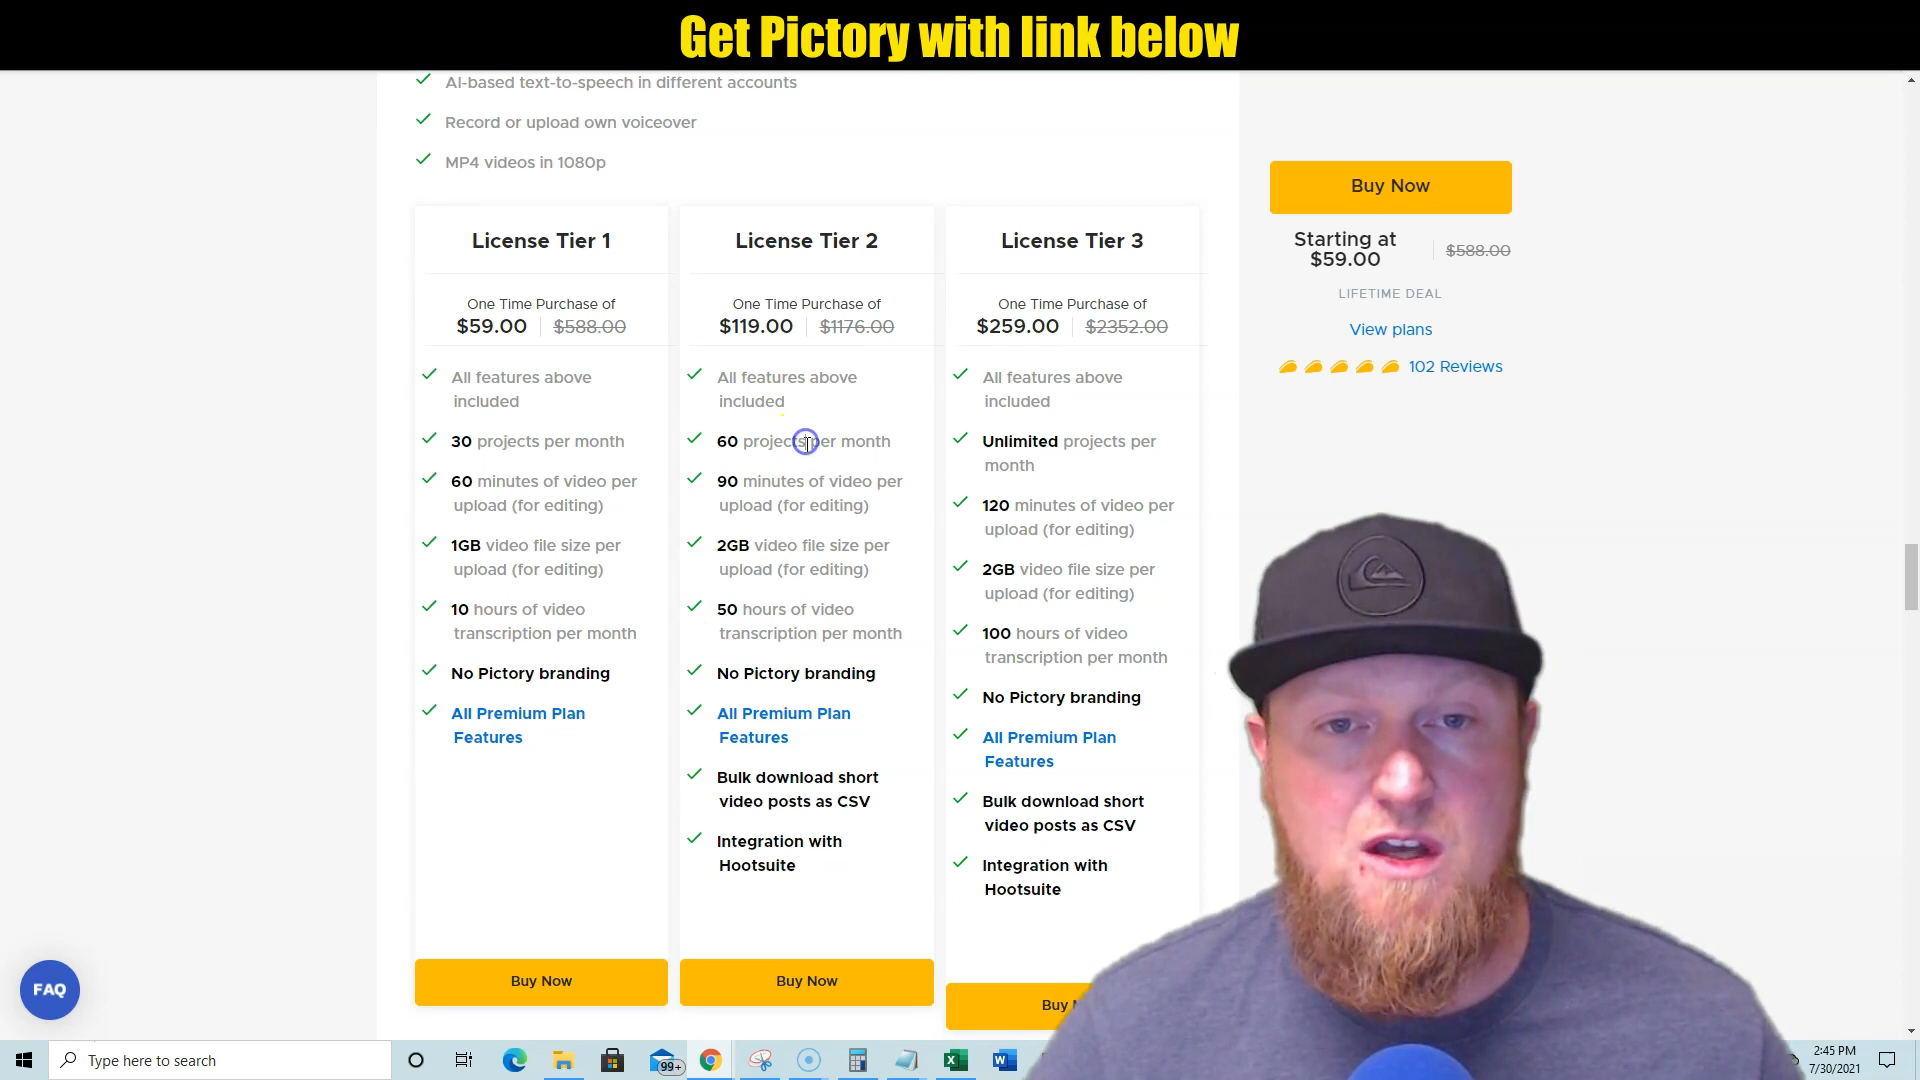 Get Pictory with link below
AI-based text-to-speech in different accounts
Record or upload own voiceover
MP4 videos in 1080p
License Tier 1
One Time Purchase of
$59.00 $588.00
All features above
included
30 projects per month
60 minutes of video per
upload (for editing)
1GB video file size per
upload (for editing)
10 hours of video
transcription per month
No Pictory branding
All Premium Plan
Features
Buy Now
License Tier 2
One Time Purchase of
$119.00 $1176.00
All features above
included
60 projects per month
90 minutes of video per
upload (for editing)
2GB video file size per
upload (for editing)
50 hours of video
transcription per month
No Pictory branding
All Premium Plan
Features
Bulk download short
video posts as CSV
Integration with
Hootsuite
Buy Now
License Tier 3
One Time Purchase of
$259.00 $2352.00
All features above
included
Unlimited projects per
month
120 minutes of video per
upload (for editing)
2GB video file size per
upload (for editing)
100 hours of video
transcription per month
No Pictory branding
All Premium Plan
Features
Bulk download short
video posts as CSV
Integration with
Hootsuite
Buy
Buy Now
Starting at
$59.00 $588.00
LIFETIME DEAL
View plans
102 Reviews
FAQ
Type here to search
99+
2:45 PM
7/30/2021